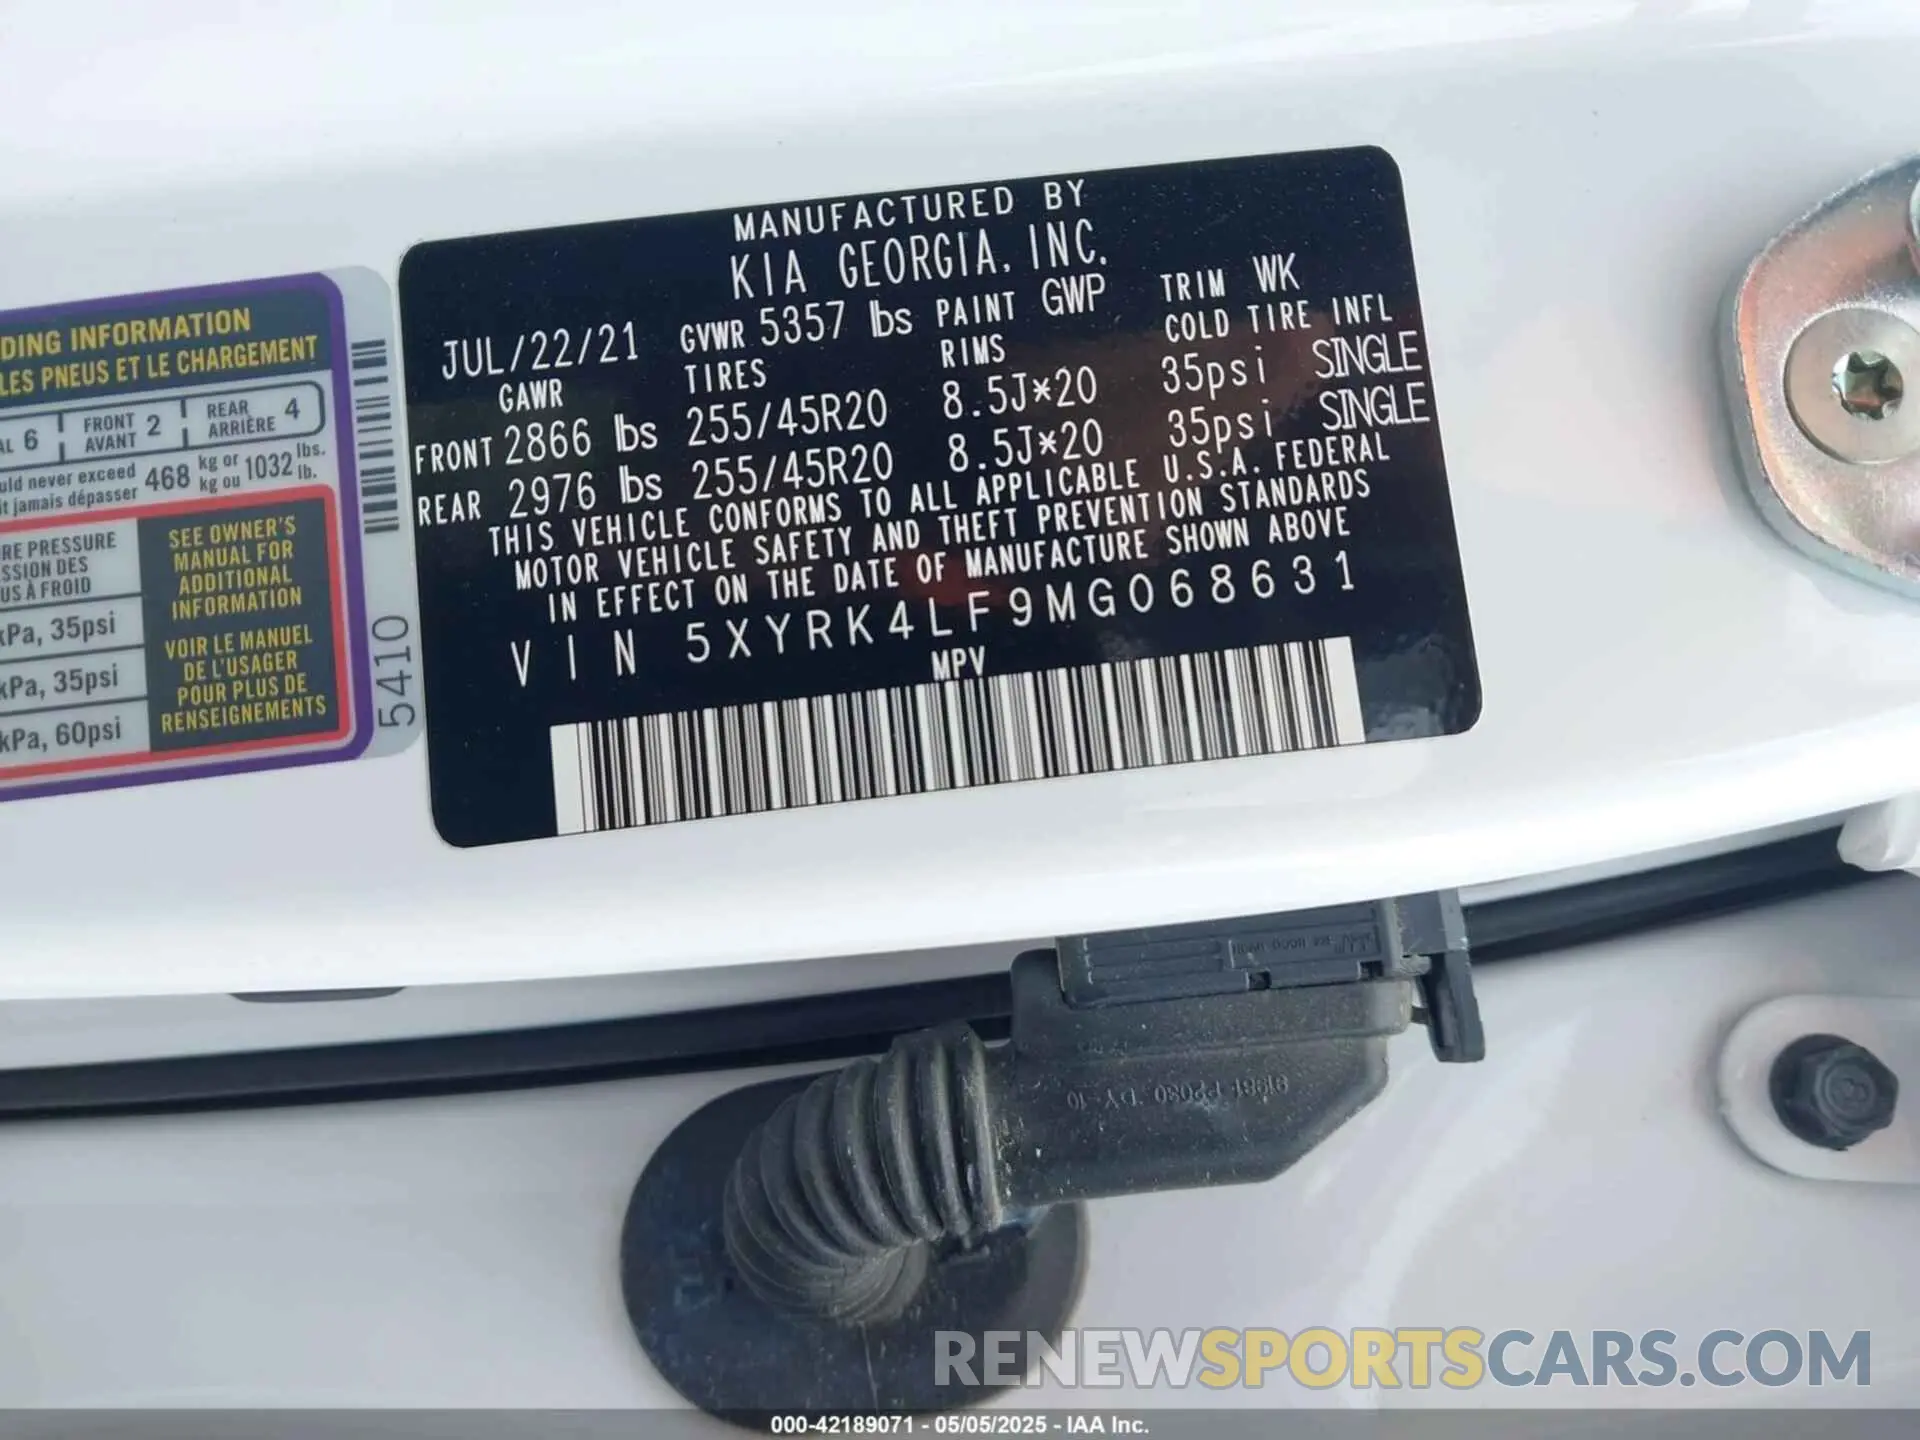 MANUFACTURED BY
KIA GEORGIA, INC.
JUL/22/21 GVWR 5357 lbs PAINT GWP TRIM WK
GAWR TIRES RIMS COLD TIRE INFL
FRONT 2866 lbs 255/45R20 8.5J*20 35psi SINGLE
REAR 2976 lbs 255/45R20 8.5J*20 35psi SINGLE
THIS VEHICLE CONFORMS TO ALL APPLICABLE U.S.A. FEDERAL
MOTOR VEHICLE SAFETY AND THEFT PREVENTION STANDARDS
IN EFFECT ON THE DATE OF MANUFACTURE SHOWN ABOVE
VIN 5XYRK4LF9MG068631
MPV
DING INFORMATION
LES PNEUS ET LE CHARGEMENT
AL 6 FRONT AVANT 2 REAR ARRIÈRE 4
uld never exceed 468 kg or 1032 lbs.
it jamais dépasser kg ou lb.
RE PRESSURE
SSION DES
US À FROID
kPa, 35psi
kPa, 35psi
kPa, 60psi
SEE OWNER'S
MANUAL FOR
ADDITIONAL
INFORMATION
VOIR LE MANUEL
DE L'USAGER
POUR PLUS DE
RENSEIGNEMENTS
5410
91981-P2080 DY-10
RENEWSPORTSCARS.COM
000-42189071 - 05/05/2025 - IAA Inc.